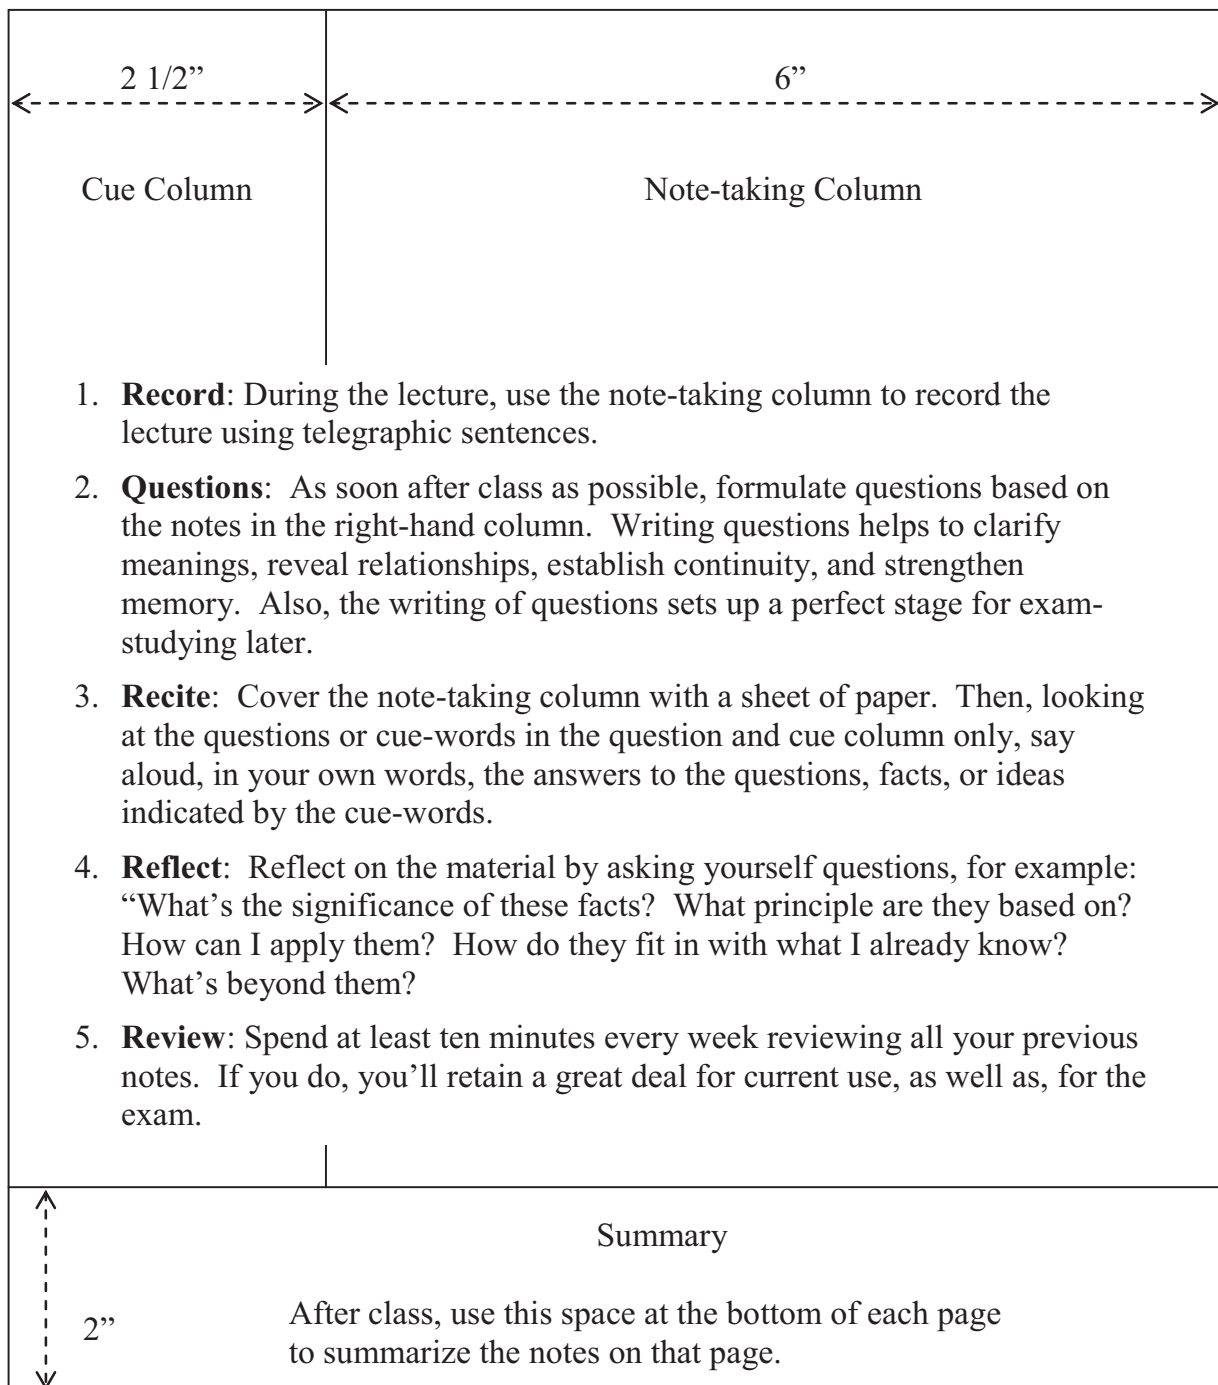 2 1/2” 6”
Cue Column Note-taking Column
1. Record: During the lecture, use the note-taking column to record the
lecture using telegraphic sentences.
2. Questions: As soon after class as possible, formulate questions based on
the notes in the right-hand column. Writing questions helps to clarify
meanings, reveal relationships, establish continuity, and strengthen
memory. Also, the writing of questions sets up a perfect stage for exam-
studying later.
3. Recite: Cover the note-taking column with a sheet of paper. Then, looking
at the questions or cue-words in the question and cue column only, say
aloud, in your own words, the answers to the questions, facts, or ideas
indicated by the cue-words.
4. Reflect: Reflect on the material by asking yourself questions, for example:
“What’s the significance of these facts? What principle are they based on?
How can I apply them? How do they fit in with what I already know?
What’s beyond them?
5. Review: Spend at least ten minutes every week reviewing all your previous
notes. If you do, you’ll retain a great deal for current use, as well as, for the
exam.
Summary
2”
After class, use this space at the bottom of each page
to summarize the notes on that page.